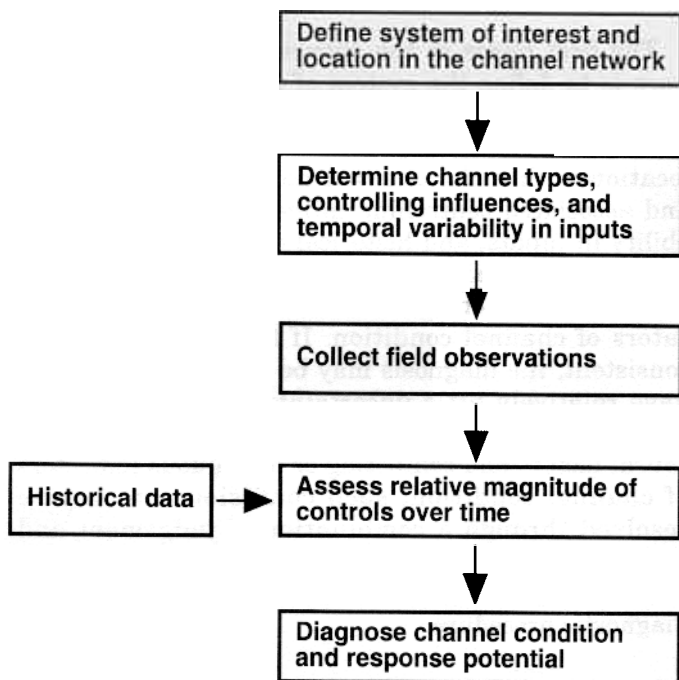 Define system of interest and
location in the channel network
Determine channel types,
controlling influences, and
temporal variability in inputs
Collect field observations
Historical data
Assess relative magnitude of
controls over time
Diagnose channel condition
and response potential